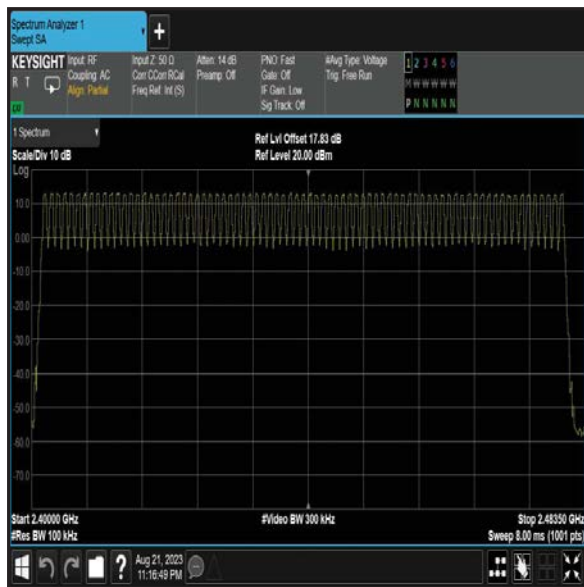 Spectrum Analyzer 1
Swept SA
+
KEYSIGHT
R T
Input: RF
Coupling: AC
Align: Partial
Input Z: 50 Ω
Corr CCorr RCal
Freq Ref: Int (S)
Atten: 14 dB
Preamp: Off
PNO: Fast
Gate: Off
IF Gain: Low
Sig Track: Off
#Avg Type: Voltage
Trig: Free Run
1 2 3 4 5 6
M W W W W W
P N N N N N
1 Spectrum
Scale/Div 10 dB
Ref Lvl Offset 17.83 dB
Ref Level 20.00 dBm
Log
10.0
0.00
-10.0
-20.0
-30.0
-40.0
-50.0
-60.0
-70.0
Start 2.40000 GHz
#Res BW 100 kHz
#Video BW 300 kHz
Stop 2.48350 GHz
Sweep 8.00 ms (1001 pts)
?
Aug 21, 2023
11:16:49 PM